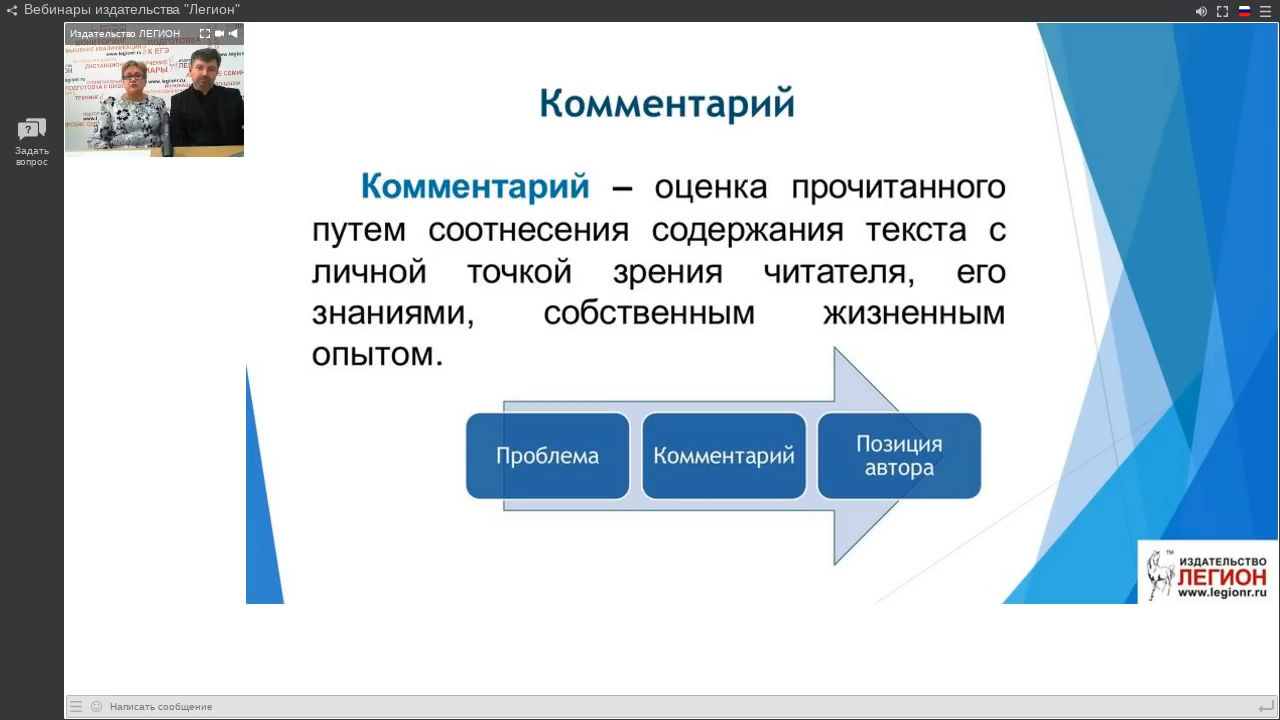 Вебинары издательства "Легион"
Издательство ЛЕГИОН
Задать
вопрос
Комментарий
Комментарий – оценка прочитанного
путем соотнесения содержания текста с
личной точкой зрения читателя, его
знаниями, собственным жизненным
опытом.
Проблема
Комментарий
Позиция
автора
ИЗДАТЕЛЬСТВО
ЛЕГИОН
www.legionr.ru
Написать сообщение